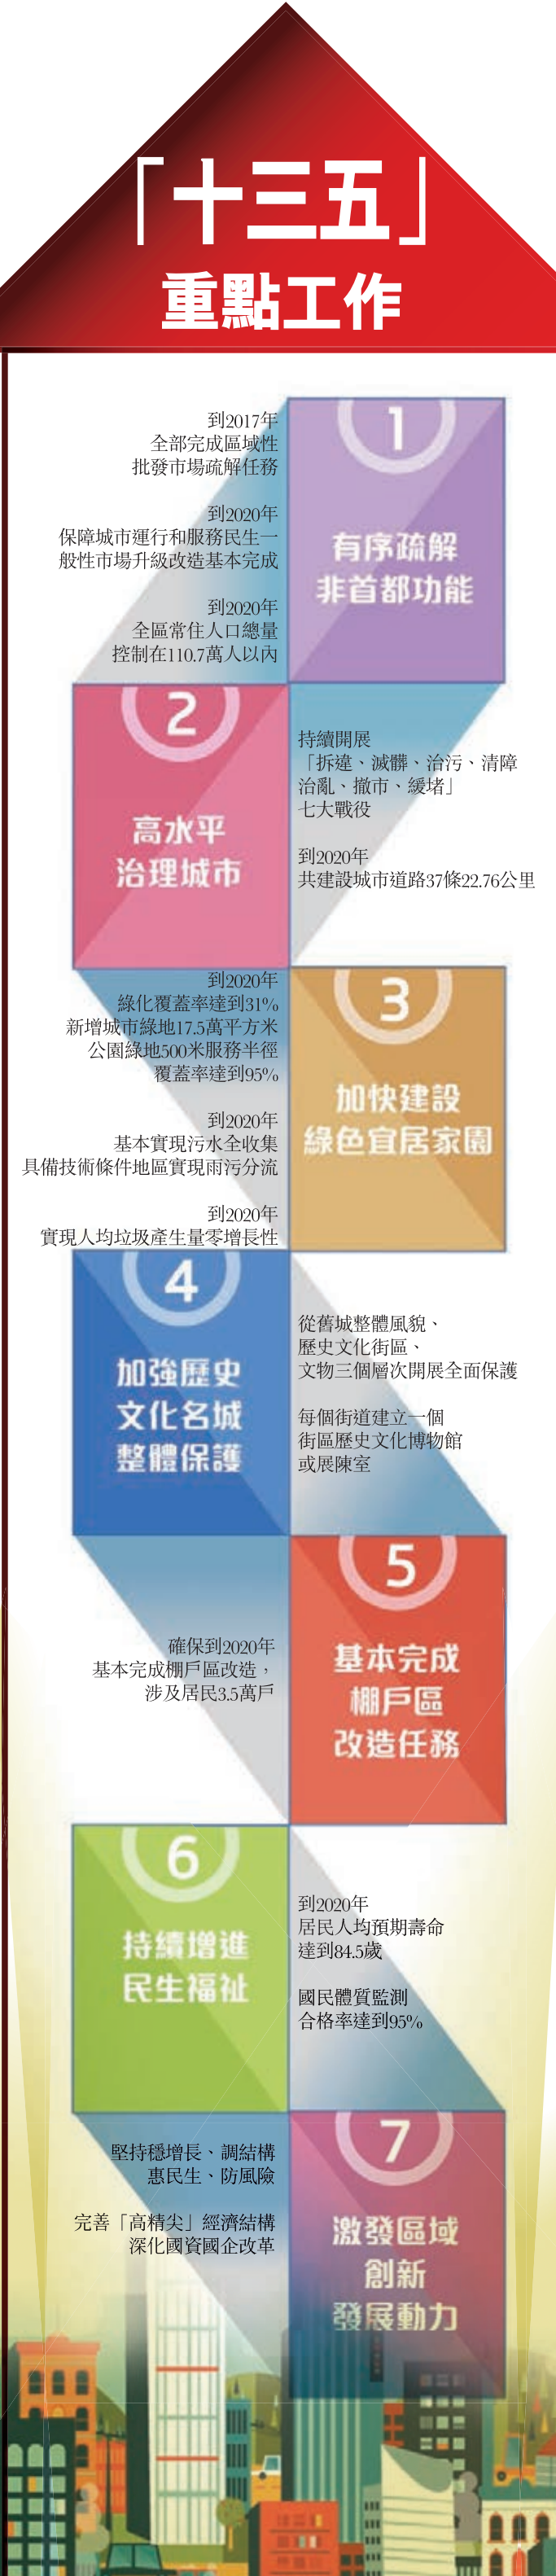 「十三五」
重點工作
1
有序疏解
非首都功能
到2017年
全部完成區域性
批發市場疏解任務
到2020年
保障城市運行和服務民生一
般性市場升級改造基本完成
到2020年
全區常住人口總量
控制在110.7萬人以內
2
高水平
治理城市
持續開展
「拆違、滅髒、治污、清障
治亂、撤市、緩堵」
七大戰役
到2020年
共建設城市道路37條22.76公里
3
加快建設
綠色宜居家園
到2020年
綠化覆蓋率達到31%
新增城市綠地17.5萬平方米
公園綠地500米服務半徑
覆蓋率達到95%
到2020年
基本實現污水全收集
具備技術條件地區實現雨污分流
到2020年
實現人均垃圾產生量零增長性
4
加強歷史
文化名城
整體保護
從舊城整體風貌、
歷史文化街區、
文物三個層次開展全面保護
每個街道建立一個
街區歷史文化博物館
或展陳室
5
基本完成
棚戶區
改造任務
確保到2020年
基本完成棚戶區改造，
涉及居民3.5萬戶
6
持續增進
民生福祉
到2020年
居民人均預期壽命
達到84.5歲
國民體質監測
合格率達到95%
7
激發區域
創新
發展動力
堅持穩增長、調結構
惠民生、防風險
完善「高精尖」經濟結構
深化國資國企改革